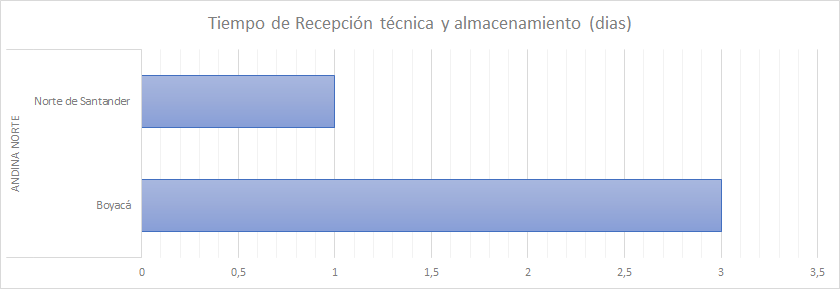 Tiempo de Recepción técnica y almacenamiento (dias)
ANDINA NORTE
Norte de Santander
Boyacá
0 0,5 1 1,5 2 2,5 3 3,5